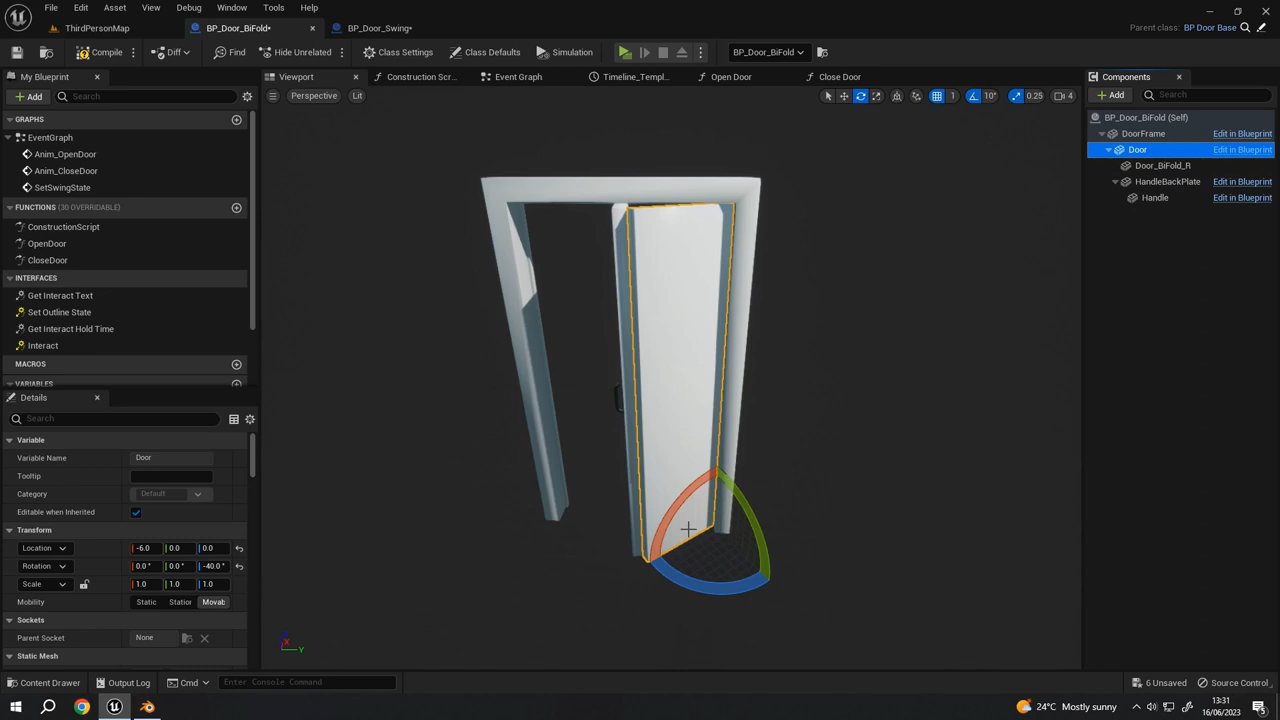 File Edit Asset View Debug Window Tools Help
ThirdPersonMap BP_Door_BiFold* BP_Door_Swing* Parent class: BP Door Base
Compile Diff Find Hide Unrelated Class Settings Class Defaults Simulation BP_Door_BiFold
My Blueprint Viewport Construction Scr... Event Graph Timeline_Templ... Open Door Close Door Components
Add Search Perspective Lit 1 10° 0.25 4 Add Search
GRAPHS
EventGraph
Anim_OpenDoor
Anim_CloseDoor
SetSwingState
FUNCTIONS (30 OVERRIDABLE)
ConstructionScript
OpenDoor
CloseDoor
INTERFACES
Get Interact Text
Set Outline State
Get Interact Hold Time
Interact
MACROS
VARIABLES
BP_Door_BiFold (Self)
DoorFrame Edit in Blueprint
Door Edit in Blueprint
Door_BiFold_R
HandleBackPlate Edit in Blueprint
Handle Edit in Blueprint
Details
Search
Variable
Variable Name Door
Tooltip
Category Default
Editable when Inherited
Transform
Location -6.0 0.0 0.0
Rotation 0.0 ° 0.0 ° -40.0 °
Scale 1.0 1.0 1.0
Mobility Static Station Movab
Sockets
Parent Socket None
Static Mesh
X Y
Content Drawer Output Log Cmd Enter Console Command 6 Unsaved Source Control
24°C Mostly sunny 13:31
16/06/2023